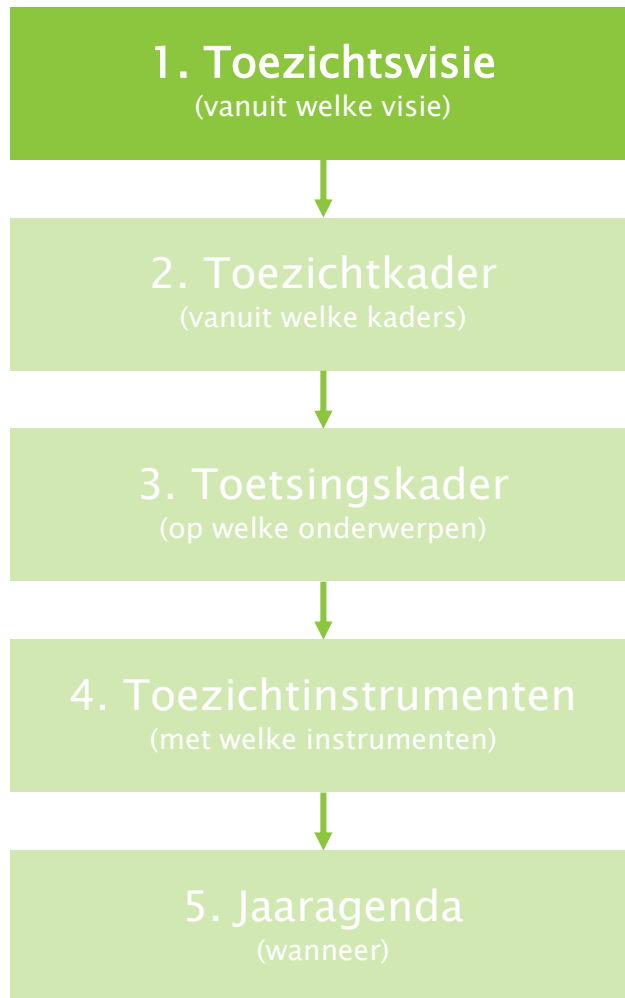 1. Toezichtsvisie
(vanuit welke visie)
2. Toezichtkader
(vanuit welke kaders)
3. Toetsingskader
(op welke onderwerpen)
4. Toezichtinstrumenten
(met welke instrumenten)
5. Jaaragenda
(wanneer)